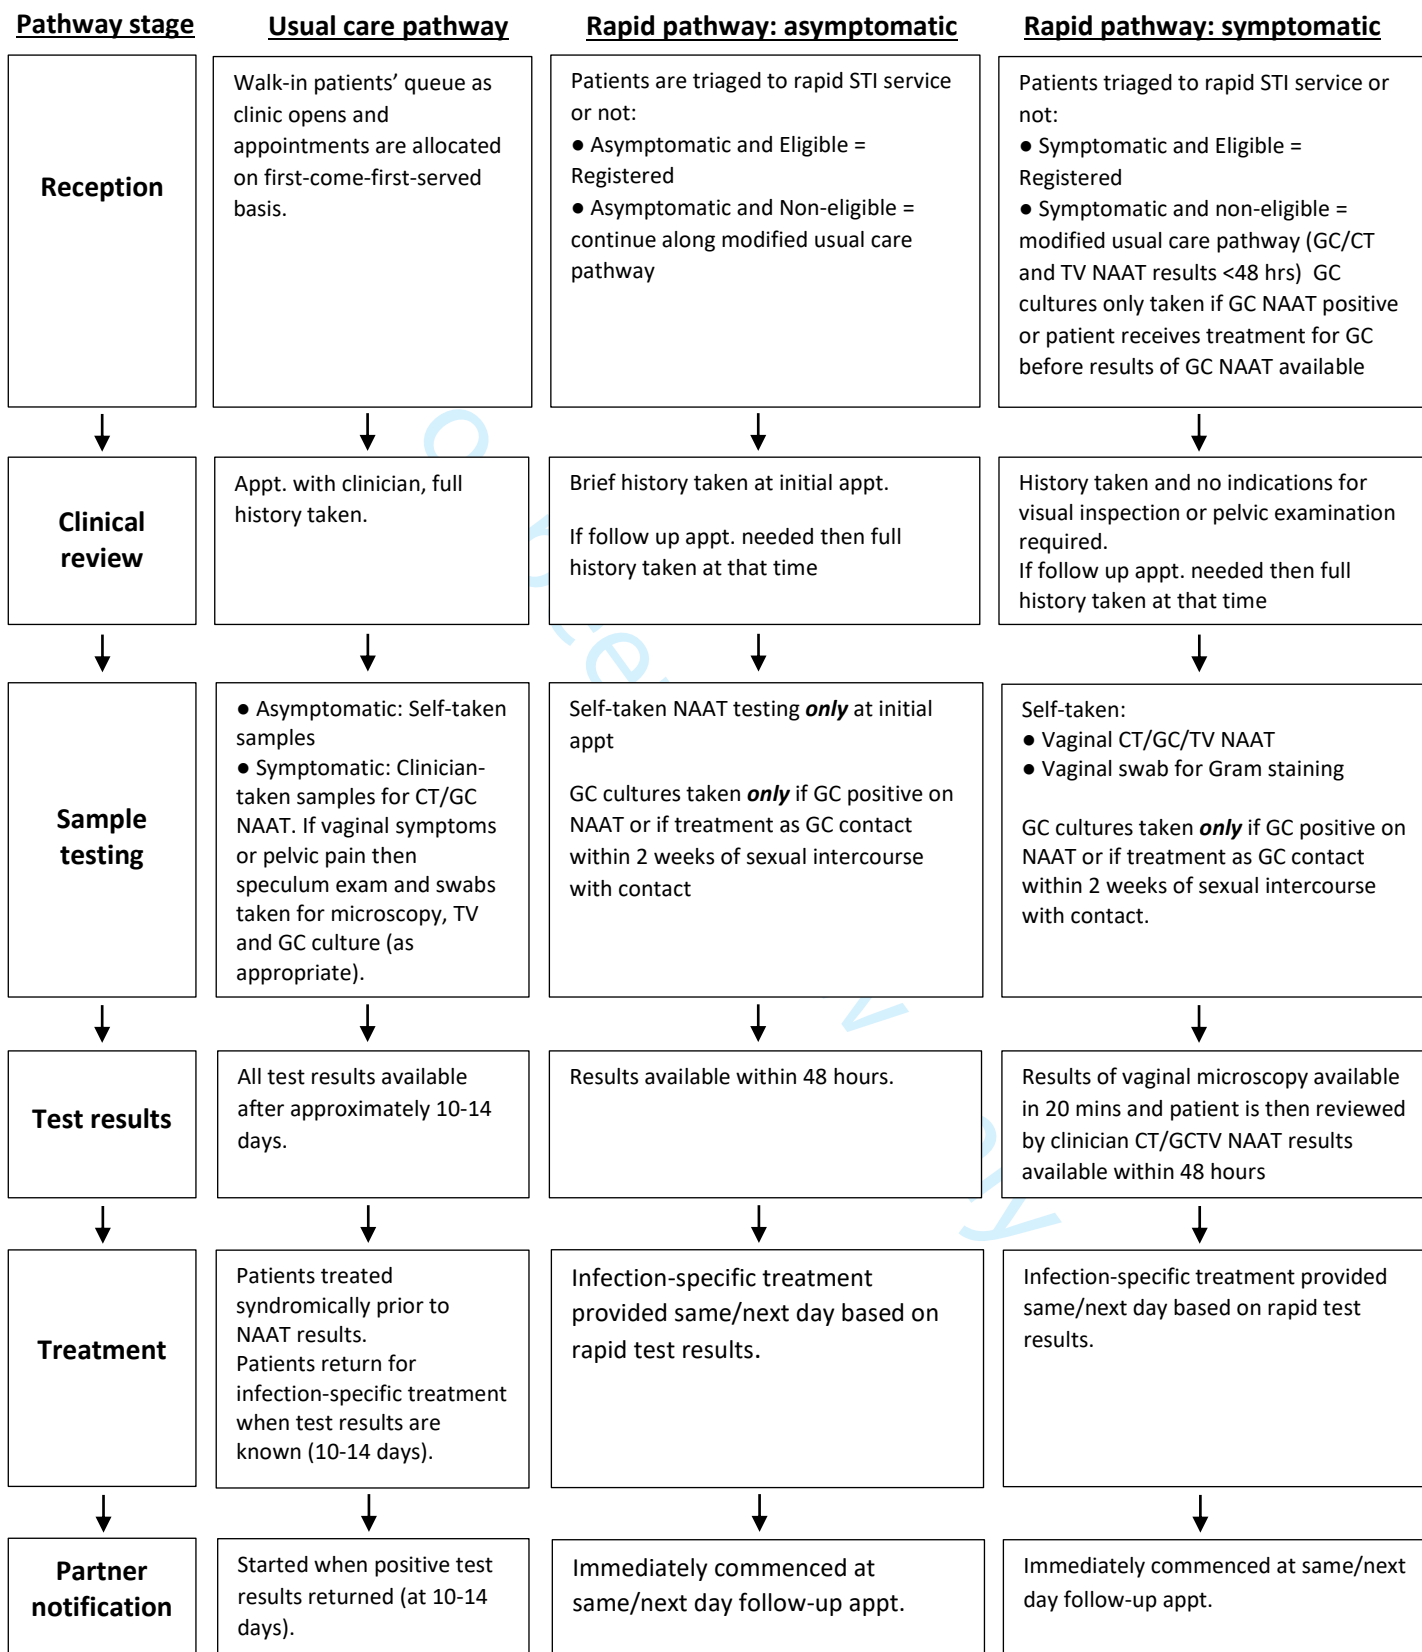 Pathway stage
Usual care pathway
Rapid pathway: asymptomatic
Rapid pathway: symptomatic
Reception
Walk-in patients’ queue as
clinic opens and
appointments are allocated
on first-come-first-served
basis.
Patients are triaged to rapid STI service
or not:
● Asymptomatic and Eligible =
Registered
● Asymptomatic and Non-eligible =
continue along modified usual care
pathway
Patients triaged to rapid STI service or
not:
● Symptomatic and Eligible =
Registered
● Symptomatic and non-eligible =
modified usual care pathway (GC/CT
and TV NAAT results <48 hrs)  GC
cultures only taken if GC NAAT positive
or patient receives treatment for GC
before results of GC NAAT available
Clinical
review
Appt. with clinician, full
history taken.
Brief history taken at initial appt.
If follow up appt. needed then full
history taken at that time
History taken and no indications for
visual inspection or pelvic examination
required.
If follow up appt. needed then full
history taken at that time
Sample
testing
● Asymptomatic: Self-taken
samples
● Symptomatic: Clinician-
taken samples for CT/GC
NAAT. If vaginal symptoms
or pelvic pain then
speculum exam and swabs
taken for microscopy, TV
and GC culture (as
appropriate).
Self-taken NAAT testing only at initial
appt
GC cultures taken only if GC positive on
NAAT or if treatment as GC contact
within 2 weeks of sexual intercourse
with contact
Self-taken:
● Vaginal CT/GC/TV NAAT
● Vaginal swab for Gram staining
GC cultures taken only if GC positive on
NAAT or if treatment as GC contact
within 2 weeks of sexual intercourse
with contact.
Test results
All test results available
after approximately 10-14
days.
Results available within 48 hours.
Results of vaginal microscopy available
in 20 mins and patient is then reviewed
by clinician CT/GCTV NAAT results
available within 48 hours
Treatment
Patients treated
syndromically prior to
NAAT results.
Patients return for
infection-specific treatment
when test results are
known (10-14 days).
Infection-specific treatment
provided same/next day based on
rapid test results.
Infection-specific treatment provided
same/next day based on rapid test
results.
Partner
notification
Started when positive test
results returned (at 10-14
days).
Immediately commenced at
same/next day follow-up appt.
Immediately commenced at same/next
day follow-up appt.